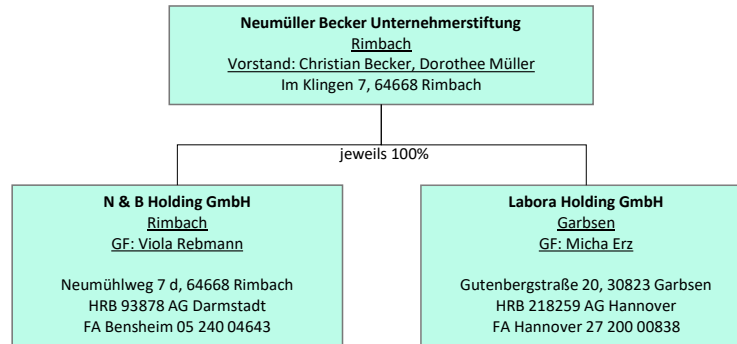 Neumüller Becker Unternehmerstiftung
Rimbach
Vorstand: Christian Becker, Dorothee Müller
Im Klingen 7, 64668 Rimbach
jeweils 100%
N & B Holding GmbH
Rimbach
GF: Viola Rebmann
Neumühlweg 7 d, 64668 Rimbach
HRB 93878 AG Darmstadt
FA Bensheim 05 240 04643
Labora Holding GmbH
Garbsen
GF: Micha Erz
Gutenbergstraße 20, 30823 Garbsen
HRB 218259 AG Hannover
FA Hannover 27 200 00838